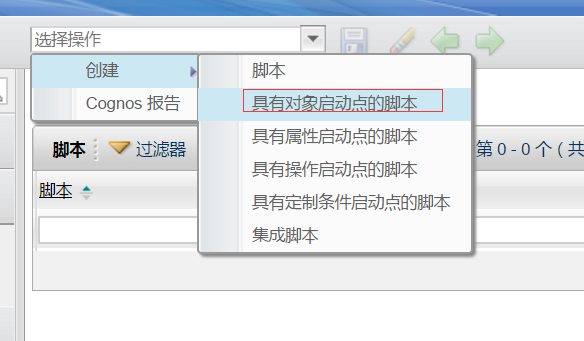 选择操作
创建
Cognos 报告
脚本
具有对象启动点的脚本
具有属性启动点的脚本
具有操作启动点的脚本
具有定制条件启动点的脚本
集成脚本
脚本 过滤器 第 0 - 0 个 ( 共
脚本